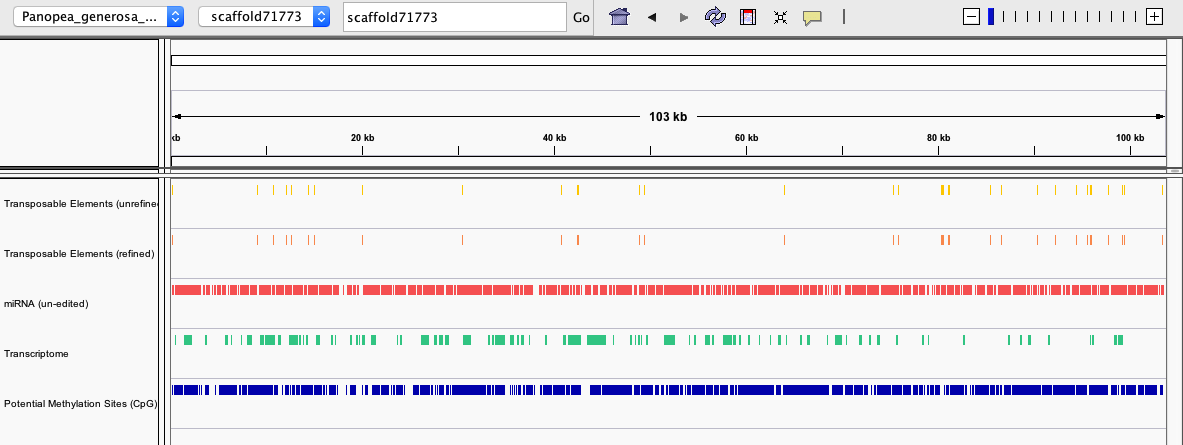 Panopea_generosa_... scaffold71773 scaffold71773 Go
103 kb
kb 20 kb 40 kb 60 kb 80 kb 100 kb
Transposable Elements (unrefine
Transposable Elements (refined)
miRNA (un-edited)
Transcriptome
Potential Methylation Sites (CpG)